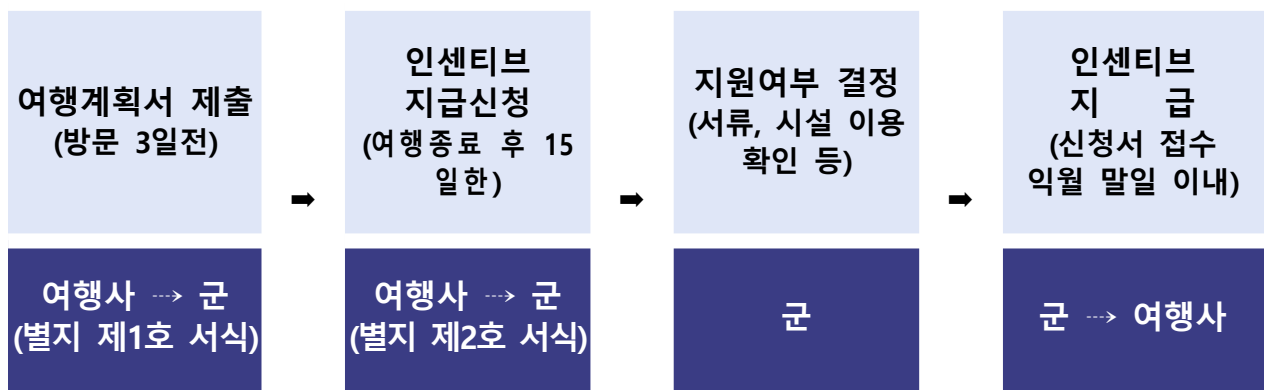 여행계획서 제출
(방문 3일전)
➡
인센티브
지급신청
(여행종료 후 15
일한)
➡
지원여부 결정
(서류, 시설 이용
확인 등)
➡
인센티브
지 급
(신청서 접수
익월 말일 이내)
여행사 ⤑ 군
(별지 제1호 서식)
여행사 ⤑ 군
(별지 제2호 서식)
군
군 ⤑ 여행사